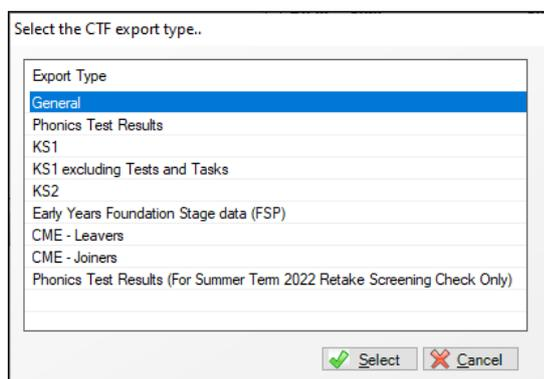 Select the CTF export type..
Export Type
General
Phonics Test Results
KS1
KS1 excluding Tests and Tasks
KS2
Early Years Foundation Stage data (FSP)
CME - Leavers
CME - Joiners
Phonics Test Results (For Summer Term 2022 Retake Screening Check Only)
Select Cancel